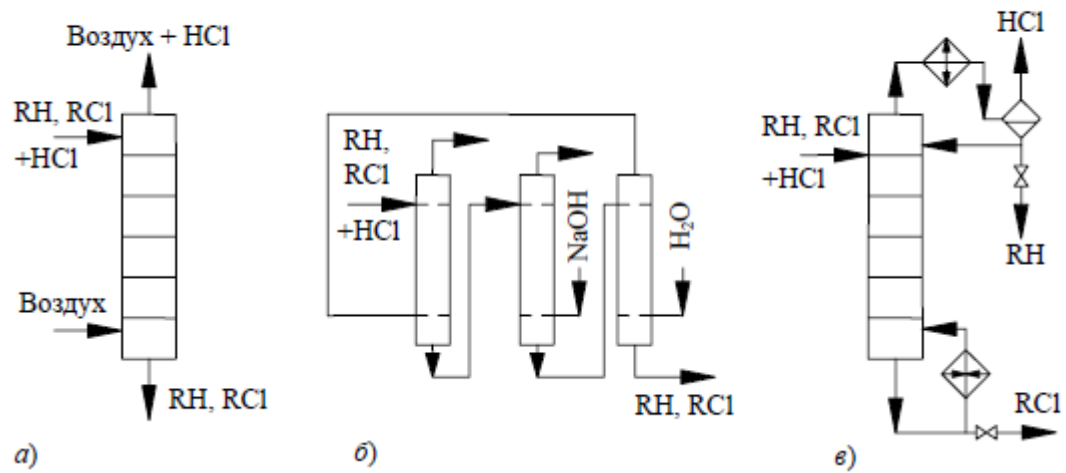 Воздух + HCl
RH, RCl
+HCl
Воздух
RH, RCl
а)
RH,
RCl
+HCl
NaOH
H₂O
RH, RCl
б)
HCl
RH, RCl
+HCl
RH
RCl
в)